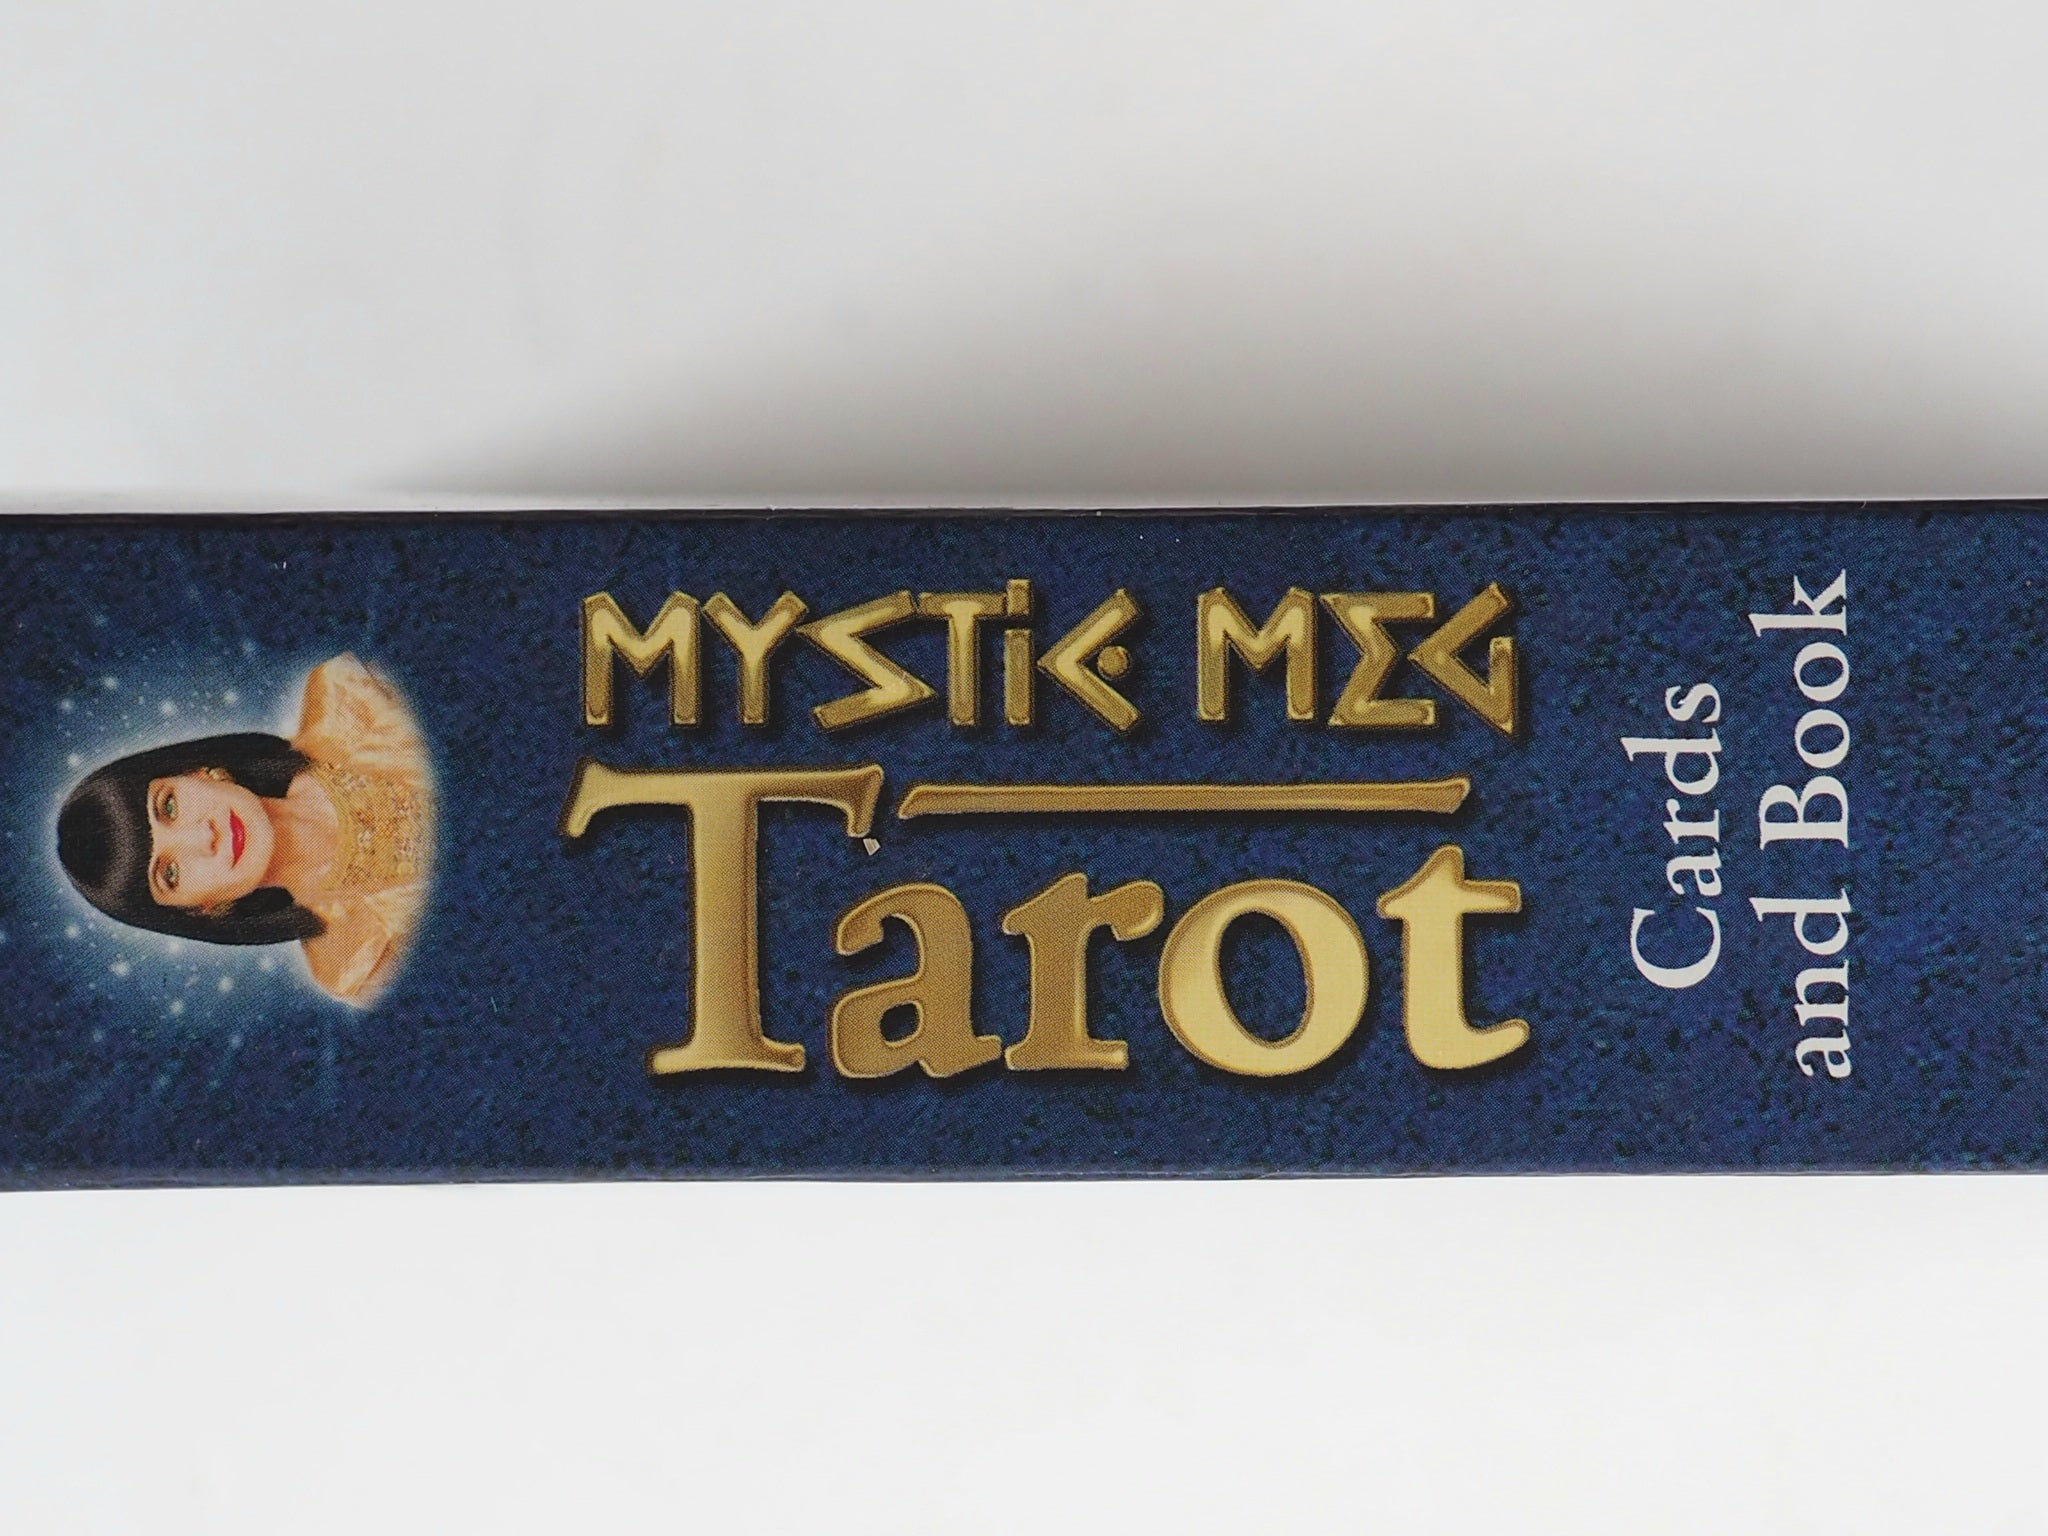 MYSTIC MEG
Tarot
Cards
and Book